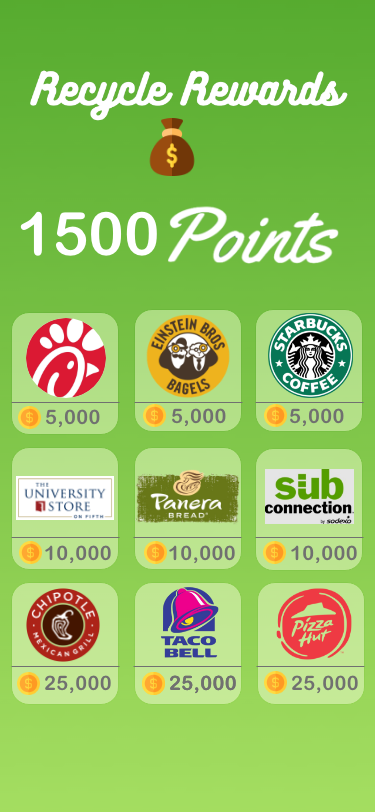 Recycle Rewards
$
1500 Points
EINSTEIN BROS
BAGELS
STARBUCKS
COFFEE
$ 5,000
$ 5,000
$ 5,000
THE
UNIVERSITY
STORE
ON FIFTH
Panera
BREAD®
süb
connection
by sodexo
$ 10,000
$ 10,000
$ 10,000
CHIPOTLE
MEXICAN GRILL
TACO
BELL
Pizza
Hut
$ 25,000
$ 25,000
$ 25,000